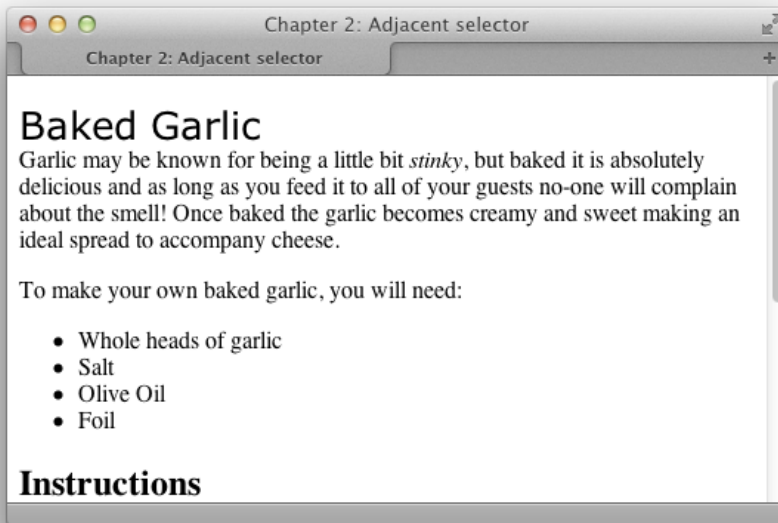 Chapter 2: Adjacent selector
Chapter 2: Adjacent selector
Baked Garlic
Garlic may be known for being a little bit stinky, but baked it is absolutely
delicious and as long as you feed it to all of your guests no-one will complain
about the smell! Once baked the garlic becomes creamy and sweet making an
ideal spread to accompany cheese.
To make your own baked garlic, you will need:
• Whole heads of garlic
• Salt
• Olive Oil
• Foil
Instructions